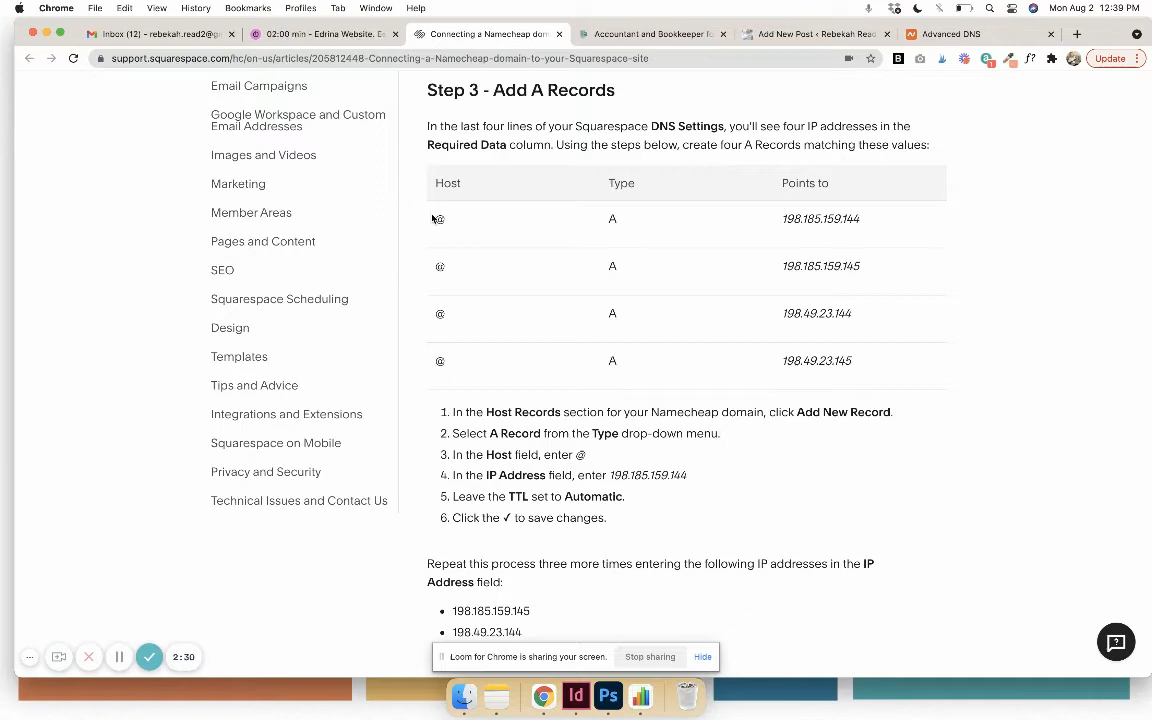 Chrome File Edit View History Bookmarks Profiles Tab Window Help Mon Aug 2 12:39 PM
Inbox (12) - rebekah.read2@g 02:00 min - Edrina Website. Es Connecting a Namecheap dom Accountant and Bookkeeper fo Add New Post ‹ Rebekah Read Advanced DNS
support.squarespace.com/hc/en-us/articles/205812448-Connecting-a-Namecheap-domain-to-your-Squarespace-site Update
Email Campaigns
Google Workspace and Custom
Email Addresses
Images and Videos
Marketing
Member Areas
Pages and Content
SEO
Squarespace Scheduling
Design
Templates
Tips and Advice
Integrations and Extensions
Squarespace on Mobile
Privacy and Security
Technical Issues and Contact Us
Step 3 - Add A Records
In the last four lines of your Squarespace DNS Settings, you'll see four IP addresses in the
Required Data column. Using the steps below, create four A Records matching these values:
Host Type Points to
@ A 198.185.159.144
@ A 198.185.159.145
@ A 198.49.23.144
@ A 198.49.23.145
1. In the Host Records section for your Namecheap domain, click Add New Record.
2. Select A Record from the Type drop-down menu.
3. In the Host field, enter @
4. In the IP Address field, enter 198.185.159.144
5. Leave the TTL set to Automatic.
6. Click the ✓ to save changes.
Repeat this process three more times entering the following IP addresses in the IP
Address field:
• 198.185.159.145
• 198.49.23.144
2:30
Loom for Chrome is sharing your screen. Stop sharing Hide
Id Ps